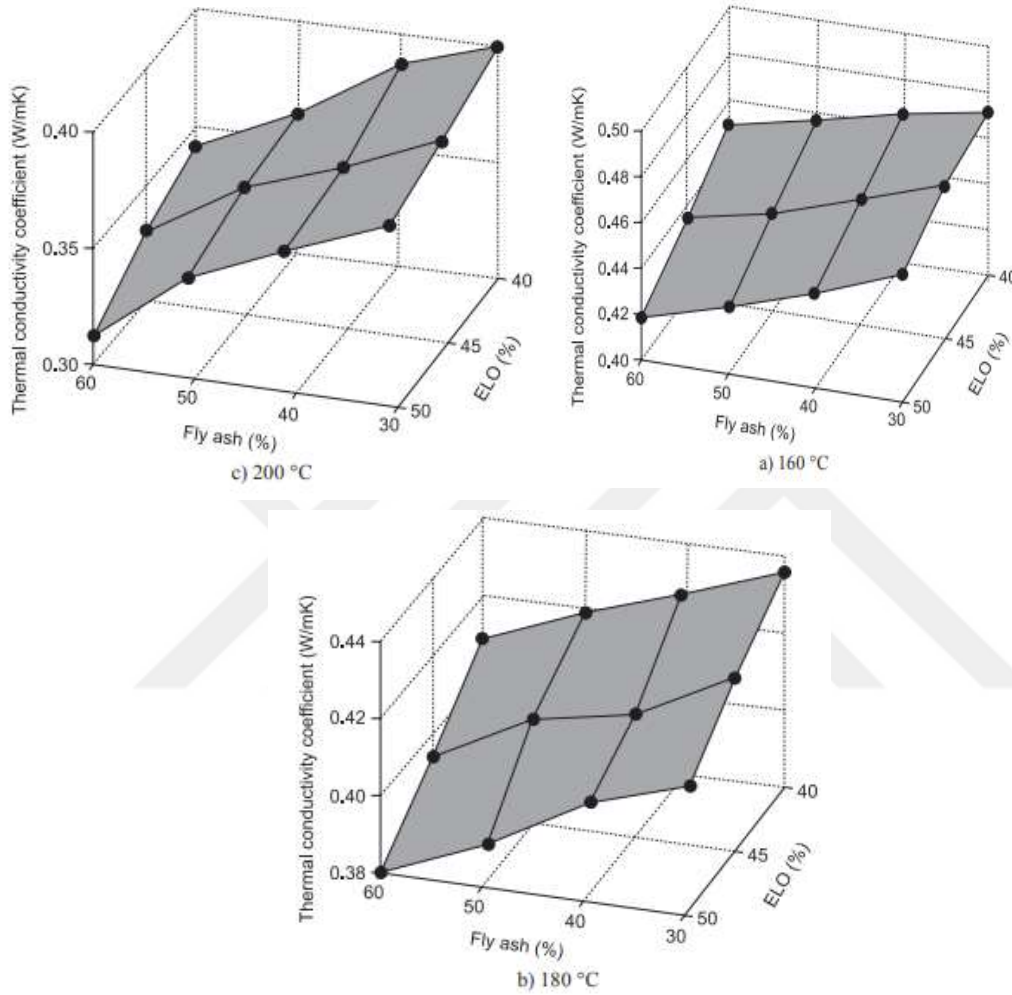 Thermal conductivity coefficient (W/mK)
0.40
0.35
0.30
60
50
40
30
Fly ash (%)
50
45
40
ELO (%)
c) 200 °C
Thermal conductivity coefficient (W/mK)
0.50
0.48
0.46
0.44
0.42
0.40
60
50
40
30
Fly ash (%)
50
45
40
ELO (%)
a) 160 °C
Thermal conductivity coefficient (W/mK)
0.44
0.42
0.40
0.38
60
50
40
30
Fly ash (%)
50
45
40
ELO (%)
b) 180 °C